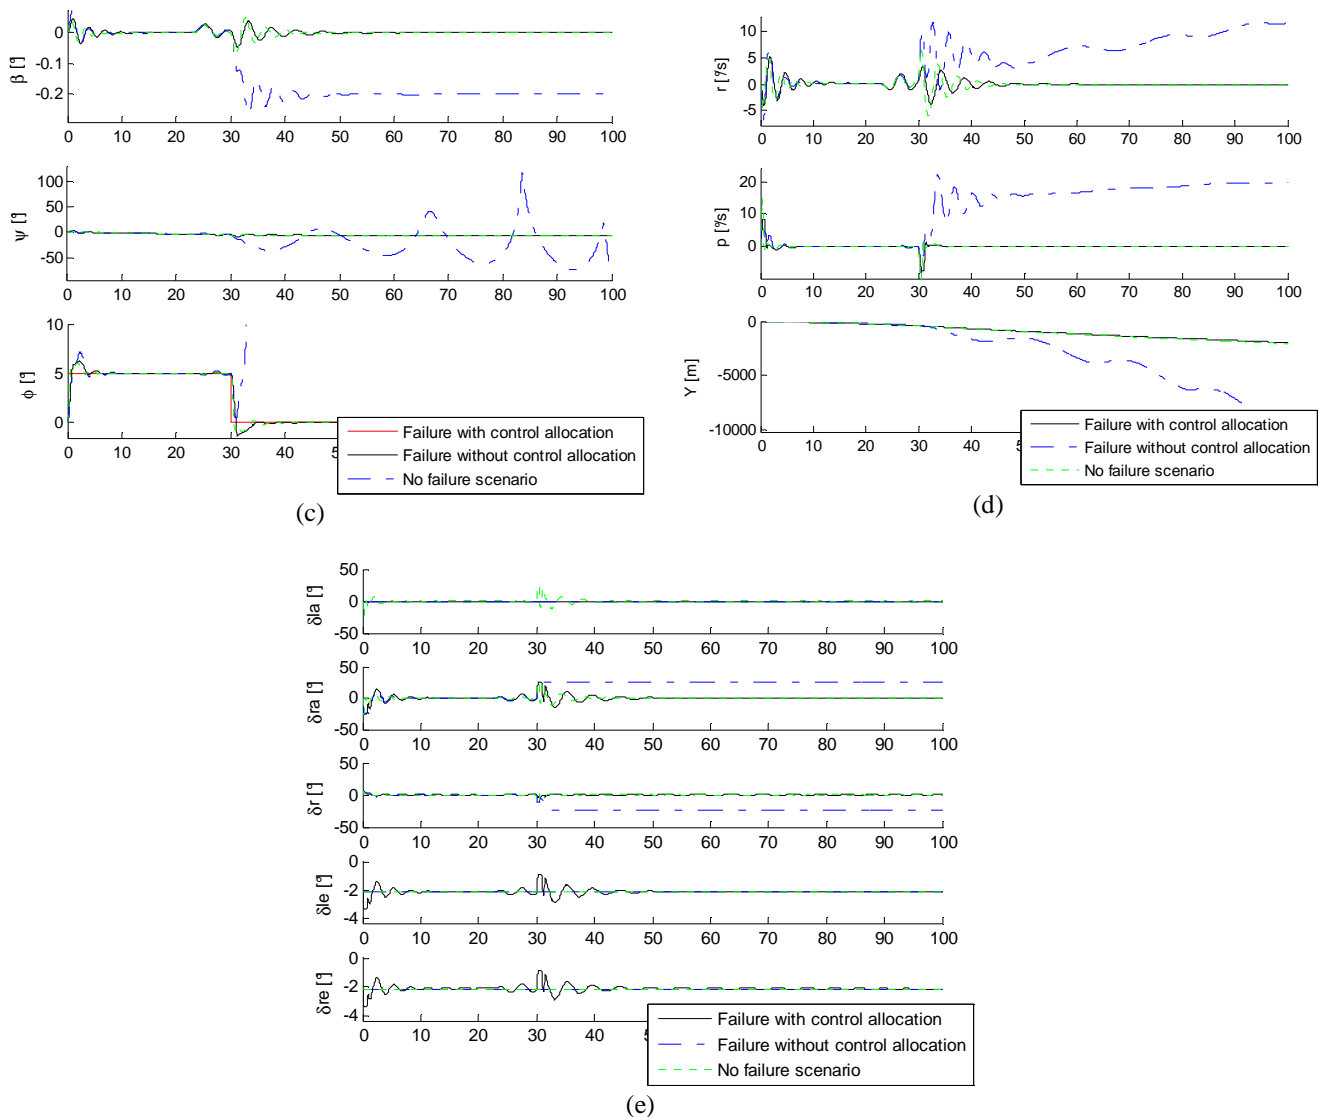 0
-0.1
-0.2
β [°]
0 10 20 30 40 50 60 70 80 90 100
100
50
0
-50
ψ [°]
0 10 20 30 40 50 60 70 80 90 100
10
5
0
ϕ [°]
0 10 20 30 40 5
Failure with control allocation
Failure without control allocation
No failure scenario
(c)
10
5
0
-5
r [°/s]
0 10 20 30 40 50 60 70 80 90 100
20
10
0
p [°/s]
0 10 20 30 40 50 60 70 80 90 100
0
-5000
-10000
Y [m]
0 10 20 30 40 5
Failure with control allocation
Failure without control allocation
No failure scenario
(d)
50
0
-50
δla [°]
0 10 20 30 40 50 60 70 80 90 100
50
0
-50
δra [°]
0 10 20 30 40 50 60 70 80 90 100
50
0
-50
δr [°]
0 10 20 30 40 50 60 70 80 90 100
0
-2
-4
δle [°]
0 10 20 30 40 50 60 70 80 90 100
0
-2
-4
δre [°]
0 10 20 30 40 5
Failure with control allocation
Failure without control allocation
No failure scenario
(e)